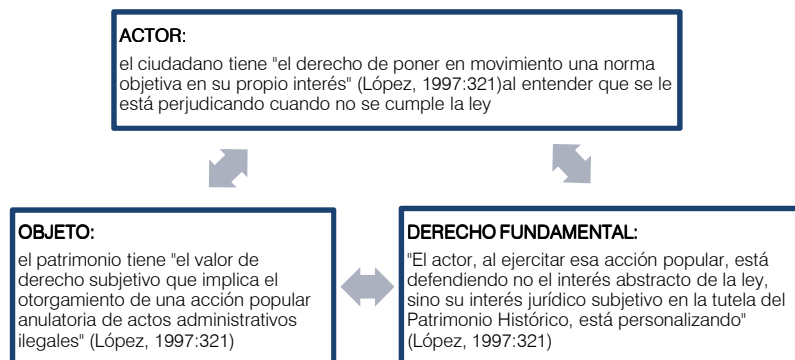 ACTOR:
el ciudadano tiene "el derecho de poner en movimiento una norma
objetiva en su propio interés" (López, 1997:321)al entender que se le
está perjudicando cuando no se cumple la ley
OBJETO:
el patrimonio tiene "el valor de
derecho subjetivo que implica el
otorgamiento de una acción popular
anulatoria de actos administrativos
ilegales" (López, 1997:321)
DERECHO FUNDAMENTAL:
"El actor, al ejercitar esa acción popular, está
defendiendo no el interés abstracto de la ley,
sino su interés jurídico subjetivo en la tutela del
Patrimonio Histórico, está personalizando"
(López, 1997:321)